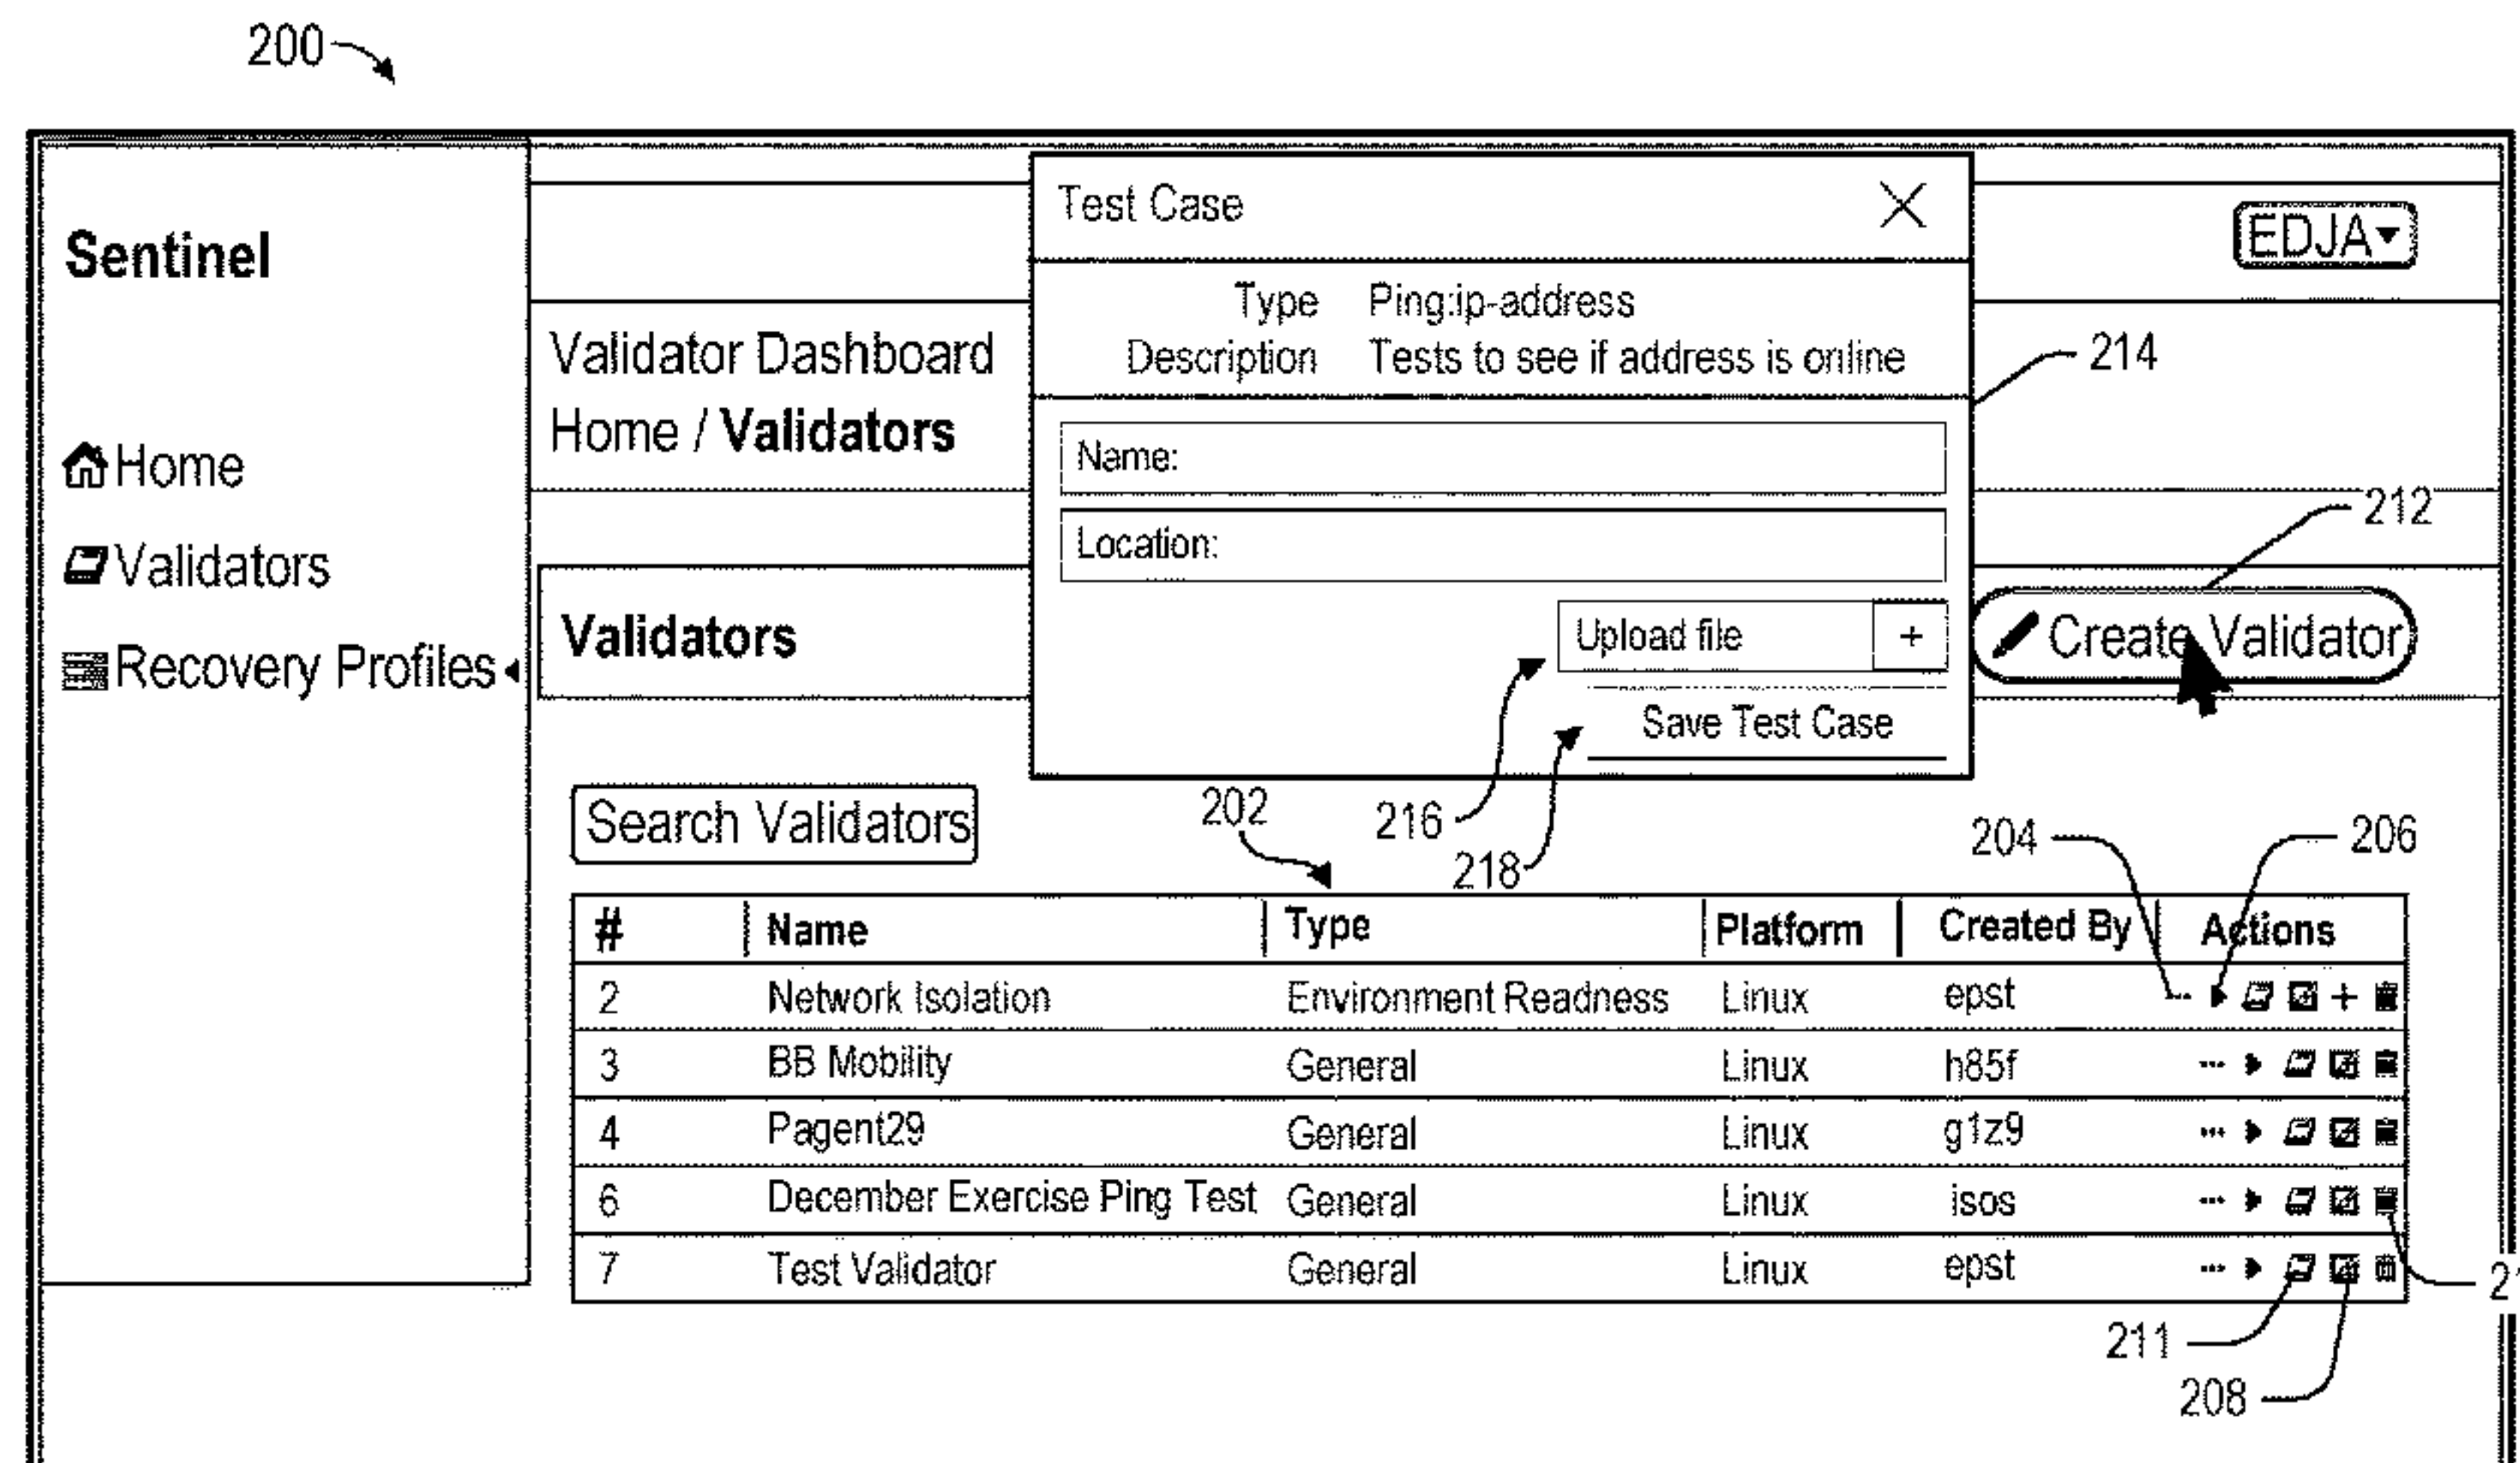 200
Sentinel
Home
Validators
Recovery Profiles
EDJA
Validator Dashboard
Home / Validators
Test Case
Type Ping:ip-address
Description Tests to see if address is online
Name:
Location:
Upload file +
Save Test Case
214
212
Validators
Create Validator
216
218
Search Validators
202
204
206
# Name Type Platform Created By Actions
2 Network Isolation Environment Readness Linux epst
3 BB Mobility General Linux h85f
4 Pagent29 General Linux g1z9
6 December Exercise Ping Test General Linux isos
7 Test Validator General Linux epst
211
208